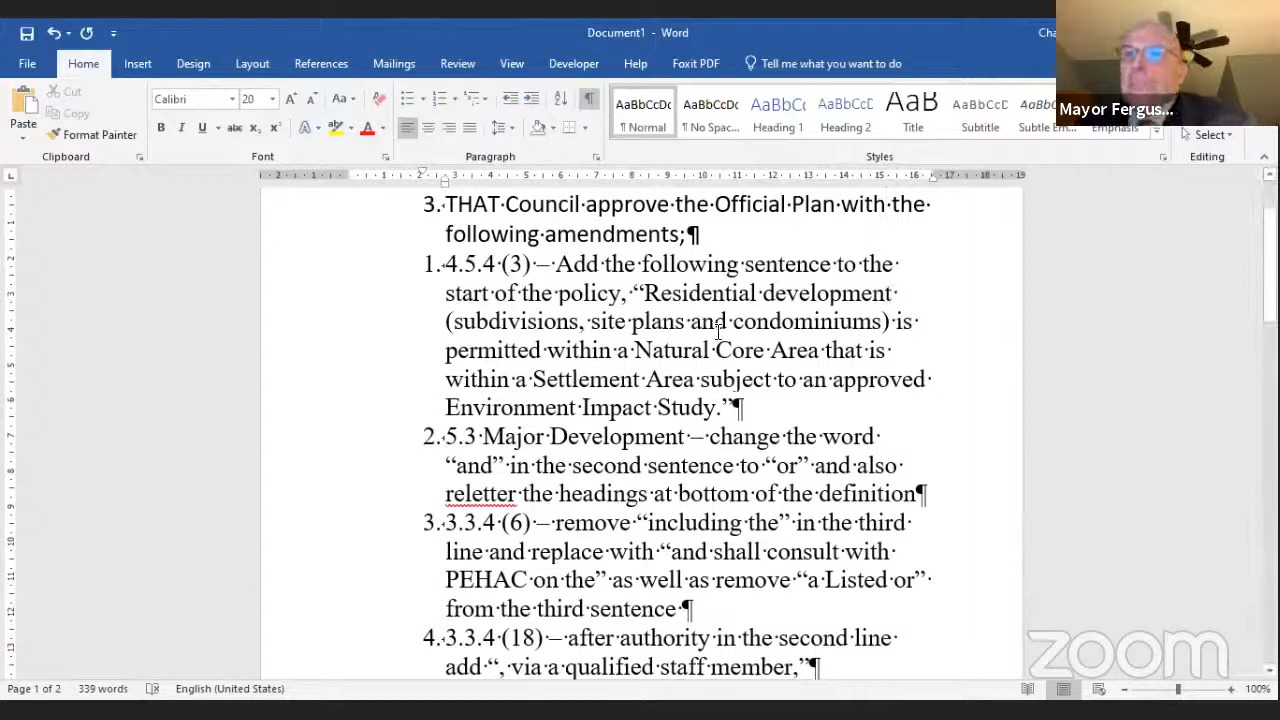 Document1 - Word
Cha
File Home Insert Design Layout References Mailings Review View Developer Help Foxit PDF Tell me what you want to do
Cut
Copy
Paste
Format Painter
Calibri 20
AaBbCcDc AaBbCcDc AaBbCc AaBbCcC AaB AaBbCcD AaBbCcDc
¶ Normal ¶ No Spac... Heading 1 Heading 2 Title Subtitle Subtle Em... Emphasis
Select
Clipboard Font Paragraph Styles Editing
Mayor Fergus...
3. THAT Council approve the Official Plan with the
following amendments;¶
1. 4.5.4 (3) – Add the following sentence to the
start of the policy, “Residential development
(subdivisions, site plans and condominiums) is
permitted within a Natural Core Area that is
within a Settlement Area subject to an approved
Environment Impact Study.”¶
2. 5.3 Major Development – change the word
“and” in the second sentence to “or” and also
reletter the headings at bottom of the definition¶
3. 3.3.4 (6) – remove “including the” in the third
line and replace with “and shall consult with
PEHAC on the” as well as remove “a Listed or”
from the third sentence ¶
4. 3.3.4 (18) – after authority in the second line
add “, via a qualified staff member,”¶
zoom
Page 1 of 2 339 words English (United States) 100%